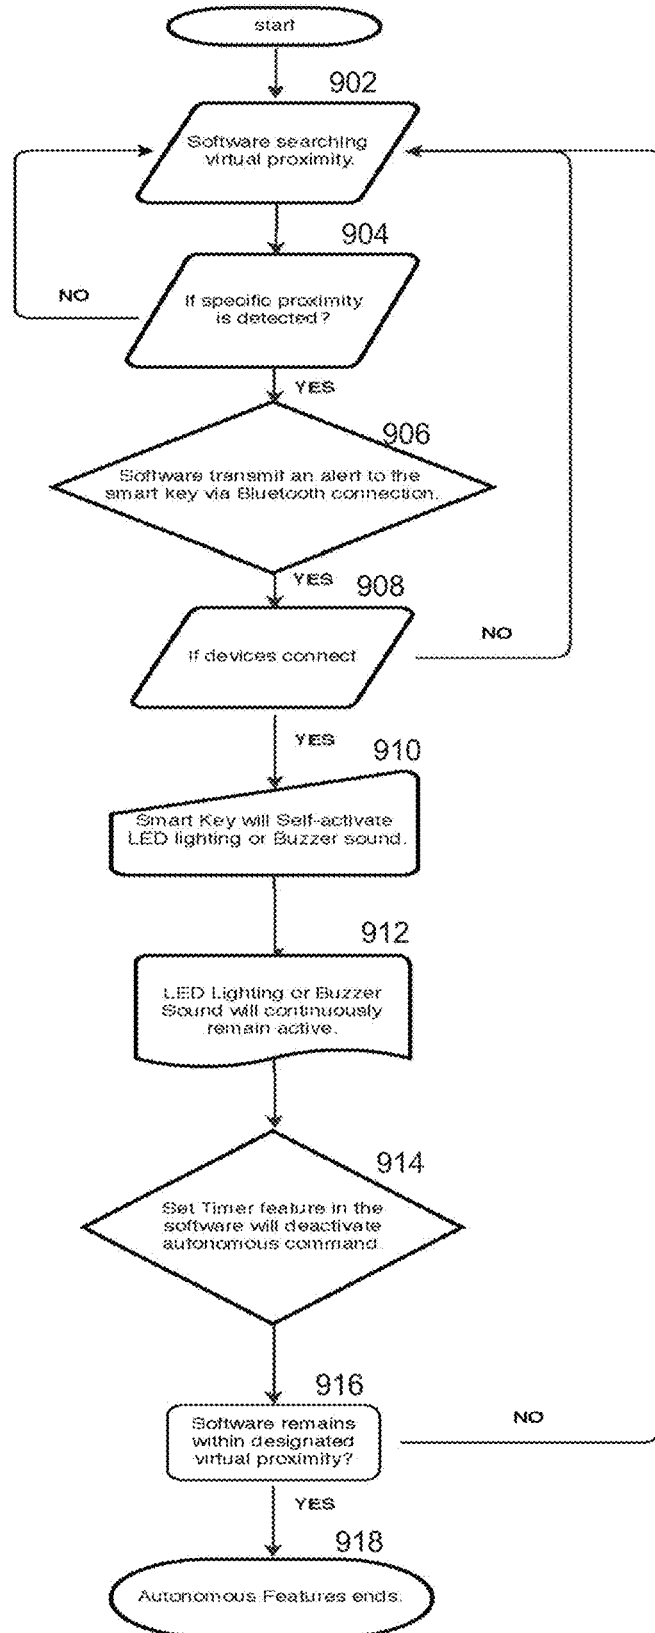 start
902
Software searching
virtual proximity.
904
If specific proximity
is detected?
NO
YES
906
Software transmit an alert to the
smart key via Bluetooth connection.
YES
908
If devices connect
NO
YES
910
Smart Key will Self-activate
LED lighting or Buzzer sound.
912
LED Lighting or Buzzer
Sound will continuously
remain active.
914
Set Timer feature in the
software will deactivate
autonomous command.
916
Software remains
within designated
virtual proximity?
NO
YES
918
Autonomous Features ends.